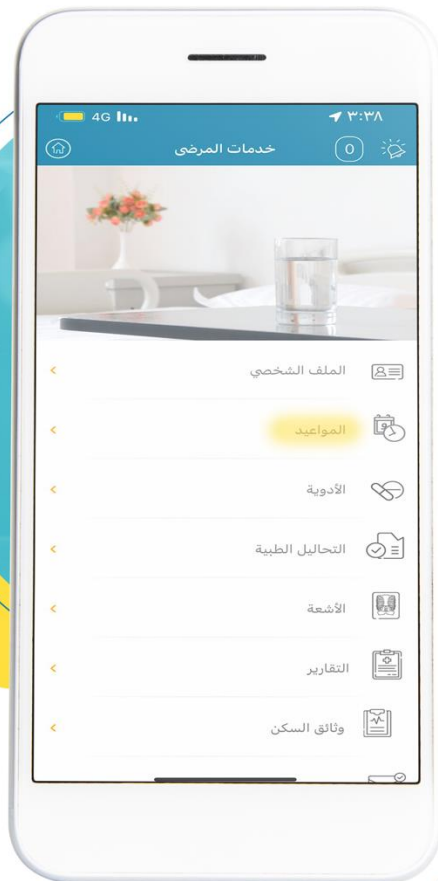 4G ٣:٣٨
خدمات المرضى 0
الملف الشخصي
المواعيد
الأدوية
التحاليل الطبية
الأشعة
التقارير
وثائق السكن